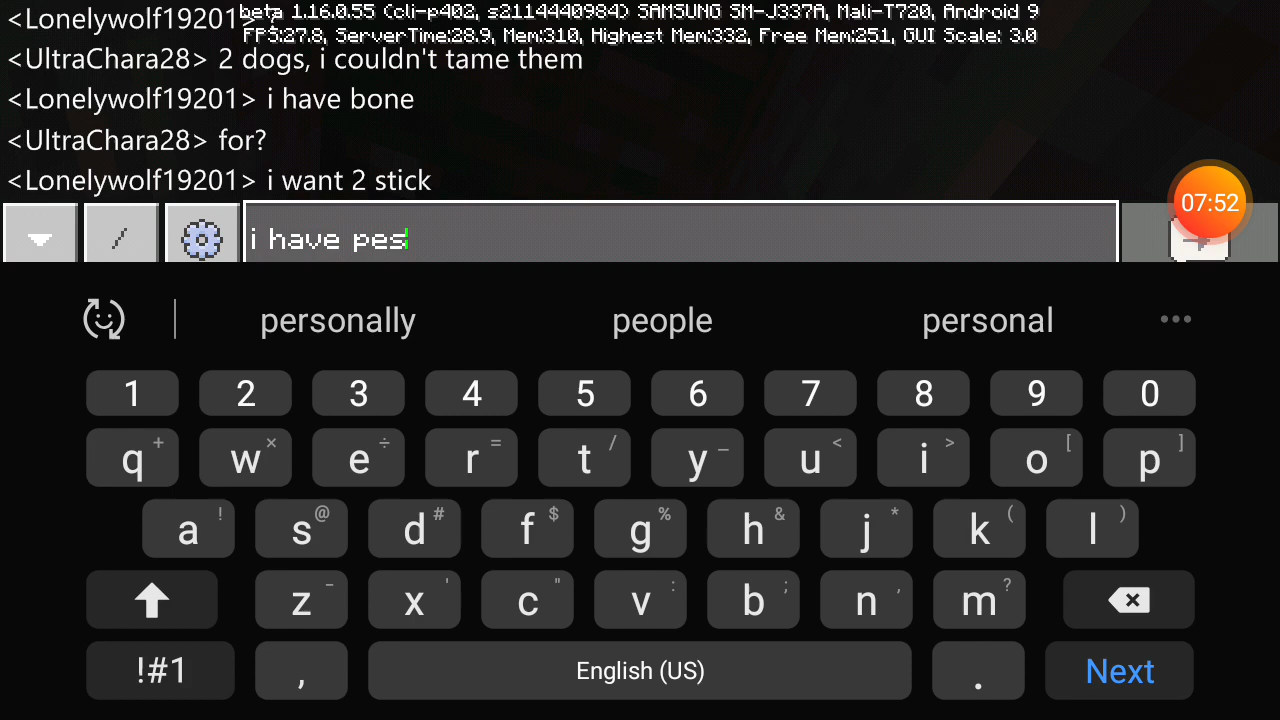 <Lonelywolf19201> ,
beta 1.16.0.55 (cli-p402, s2114440984) SAMSUNG SM-J337A, Mali-T720, Android 9
FPS:27.8, ServerTime:28.9, Mem:310, Highest Mem:332, Free Mem:251, GUI Scale: 3.0
<UltraChara28> 2 dogs, i couldn't tame them
<Lonelywolf19201> i have bone
<UltraChara28> for?
<Lonelywolf19201> i want 2 stick
/ i have pes 07:52
personally people personal •••
1 2 3 4 5 6 7 8 9 0
q + w × e ÷ r = t / y _ u < i > o [ p ]
a ! s @ d # f $ g % h & j * k ( l )
z - x ' c " v : b ; n , m ?
!#1 , English (US) . Next